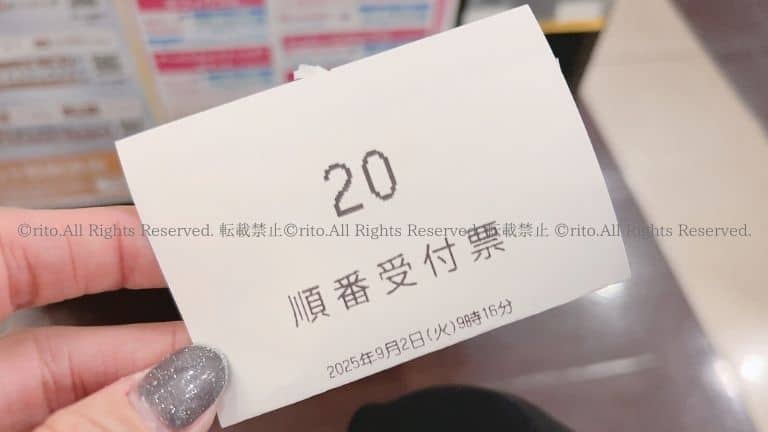 20
©rito.All Rights Reserved. 転載禁止©rito.All Rights Reserved.転載禁止 ©rito.All Rights Reserved.
順番受付票
2025年9月2日(火)9時16分